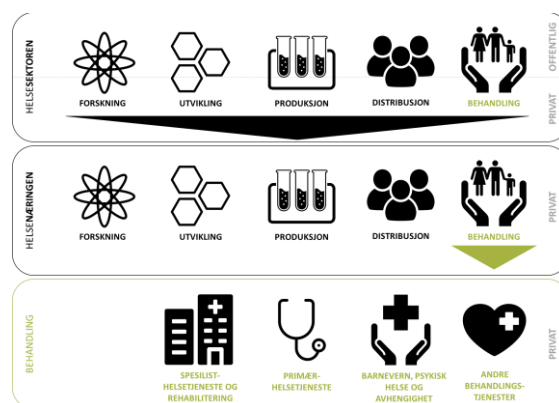 HELSESEKTOREN
FORSKNING
UTVIKLING
PRODUKSJON
DISTRIBUSJON
BEHANDLING
OFFENTLIG
PRIVAT
HELSENÆRINGEN
FORSKNING
UTVIKLING
PRODUKSJON
DISTRIBUSJON
BEHANDLING
PRIVAT
BEHANDLING
SPESILIST-
HELSETJENESTE OG
REHABILITERING
PRIMÆR-
HELSETJENESTE
BARNEVERN, PSYKISK
HELSE OG
AVHENGIGHET
ANDRE
BEHANDLINGS-
TJENESTER
PRIVAT